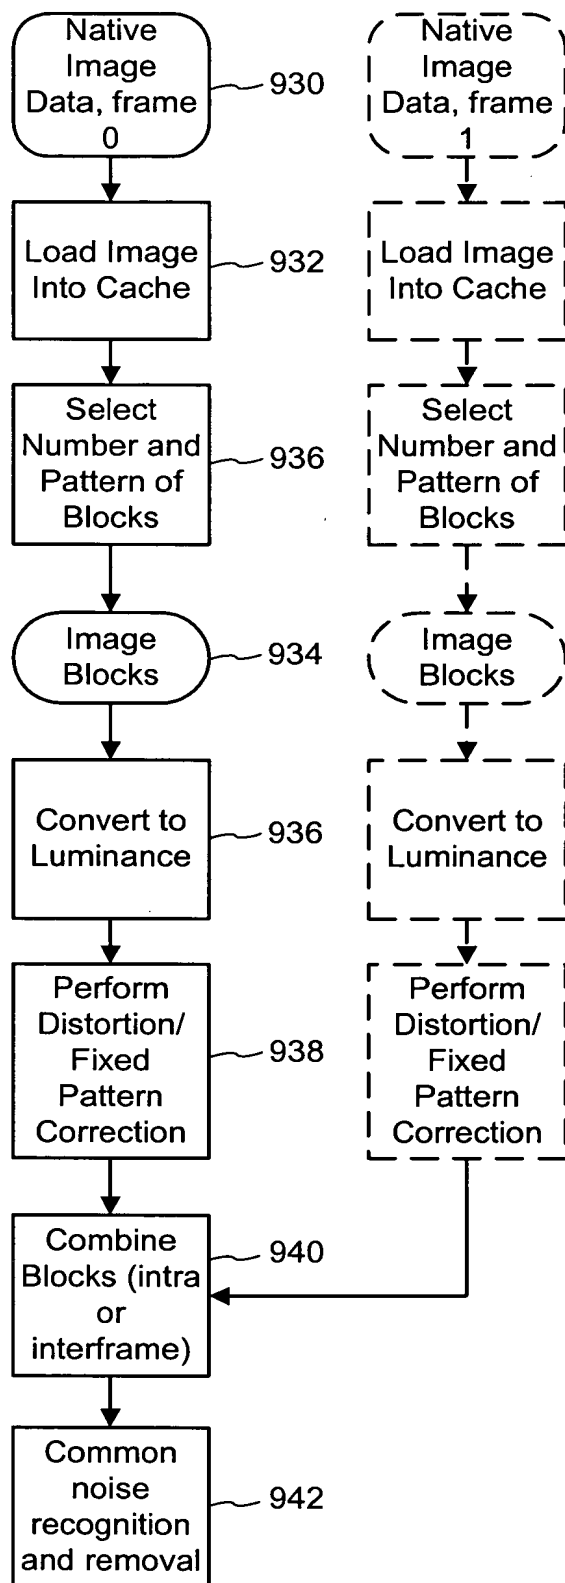 Native
Image
Data, frame
0
930
Load Image
Into Cache
932
Select
Number and
Pattern of
Blocks
936
Image
Blocks
934
Convert to
Luminance
936
Perform
Distortion/
Fixed
Pattern
Correction
938
Combine
Blocks (intra
or
interframe)
940
Common
noise
recognition
and removal
942
Native
Image
Data, frame
1
Load Image
Into Cache
Select
Number and
Pattern of
Blocks
Image
Blocks
Convert to
Luminance
Perform
Distortion/
Fixed
Pattern
Correction